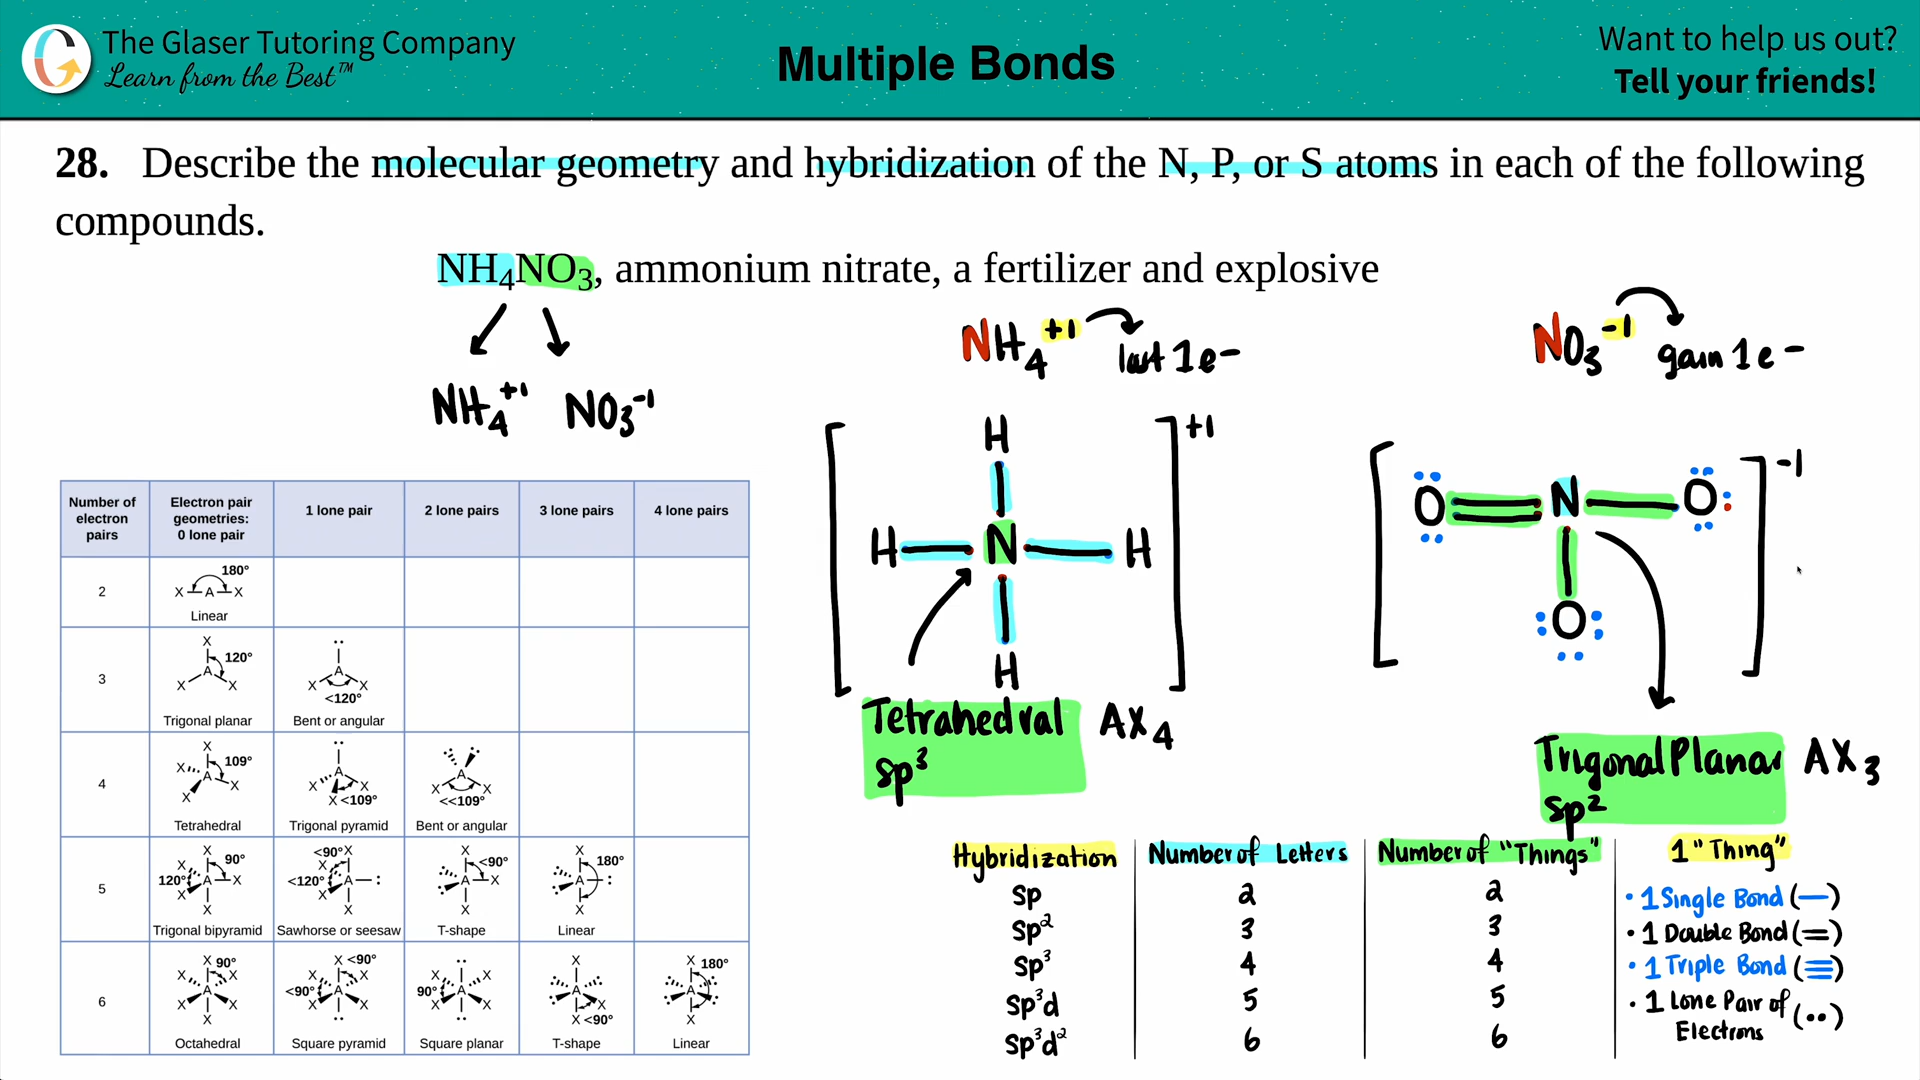 The Glaser Tutoring Company
Learn from the Best™
Multiple Bonds
Want to help us out?
Tell your friends!
28. Describe the molecular geometry and hybridization of the N, P, or S atoms in each of the following
compounds.
NH₄NO₃, ammonium nitrate, a fertilizer and explosive
NH₄⁺¹ NO₃⁻¹
NH₄⁺¹ lost 1e-
NO₃⁻¹ gain 1e-
H
H N H
H
+1
O N O
O
-1
Tetrahedral AX₄
sp³
Trigonal Planar AX₃
sp²
Number of electron pairs | Electron pair geometries: 0 lone pair | 1 lone pair | 2 lone pairs | 3 lone pairs | 4 lone pairs
2
180°
X A X
Linear
3
X 120° A X X
Trigonal planar
A X X <120°
Bent or angular
4
X 109° X A X X
Tetrahedral
A X X X <109°
Trigonal pyramid
A X X <<109°
Bent or angular
5
X 90° X 120° A X X X
Trigonal bipyramid
<90° X X <120° A X X
Sawhorse or seesaw
X <90° A X X
T-shape
X 180° A X
Linear
6
X 90° X X A X X X
Octahedral
X <90° X X <90° A X X
Square pyramid
X X 90° A X X
Square planar
X A X X <90°
T-shape
X 180° A X
Linear
Hybridization | Number of Letters | Number of "Things" | 1 "Thing"
sp 2 2 • 1 Single Bond (—)
sp² 3 3 • 1 Double Bond (=)
sp³ 4 4 • 1 Triple Bond (≡)
sp³d 5 5 • 1 Lone Pair of
Electrons (••)
sp³d² 6 6